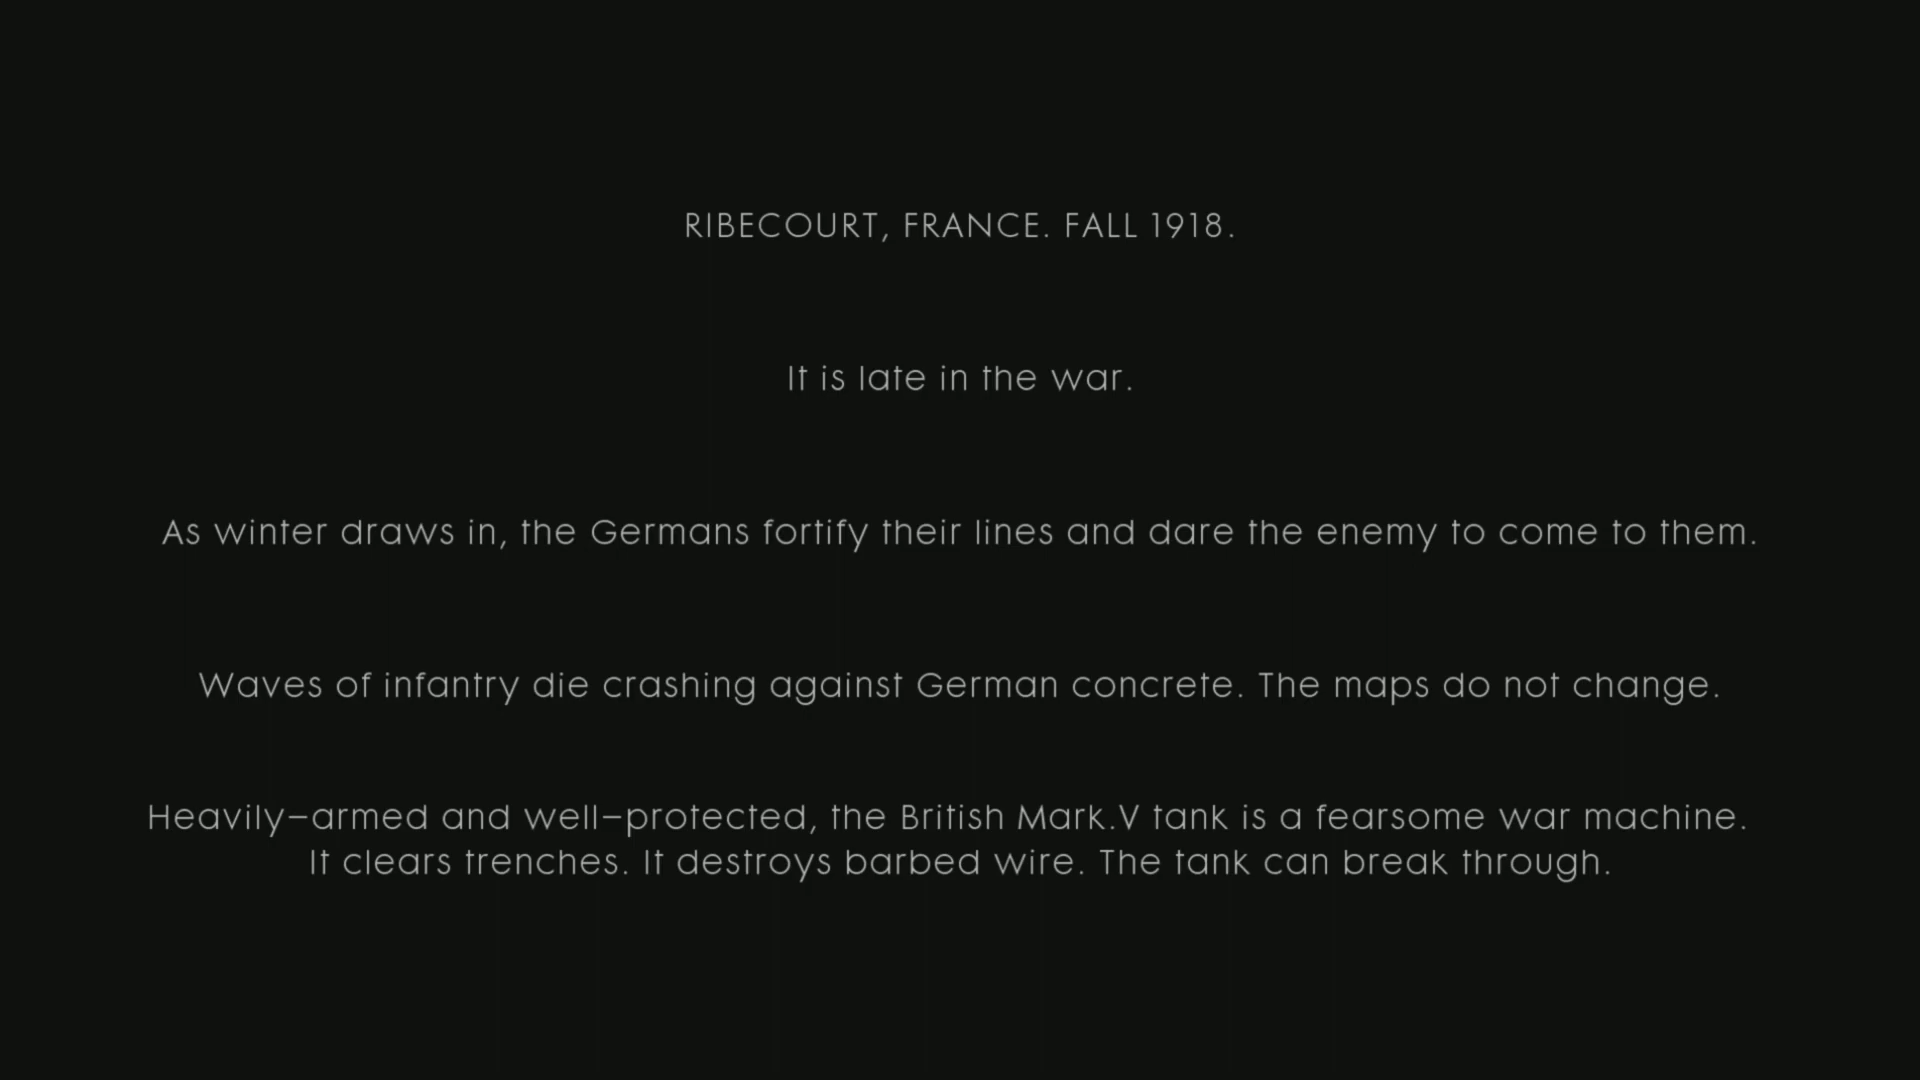 RIBECOURT, FRANCE. FALL 1918.
It is late in the war.
As winter draws in, the Germans fortify their lines and dare the enemy to come to them.
Waves of infantry die crashing against German concrete. The maps do not change.
Heavily-armed and well-protected, the British Mark.V tank is a fearsome war machine.
It clears trenches. It destroys barbed wire. The tank can break through.